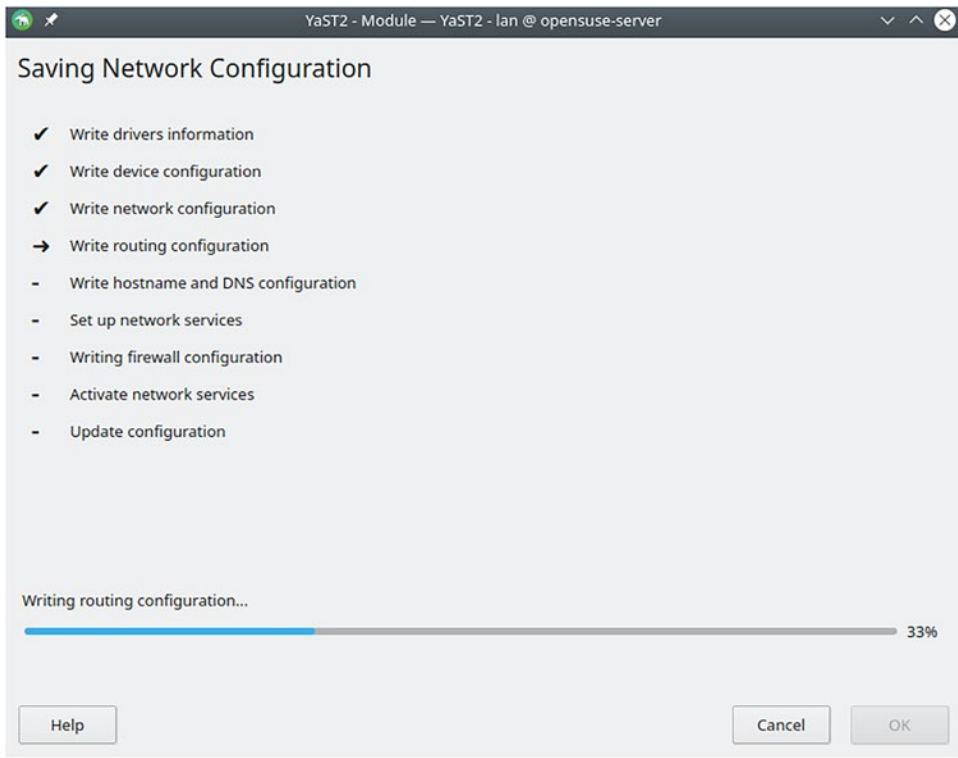 YaST2 - Module — YaST2 - lan @ opensuse-server
Saving Network Configuration
✔ Write drivers information
✔ Write device configuration
✔ Write network configuration
➔ Write routing configuration
- Write hostname and DNS configuration
- Set up network services
- Writing firewall configuration
- Activate network services
- Update configuration
Writing routing configuration...
33%
Help
Cancel
OK